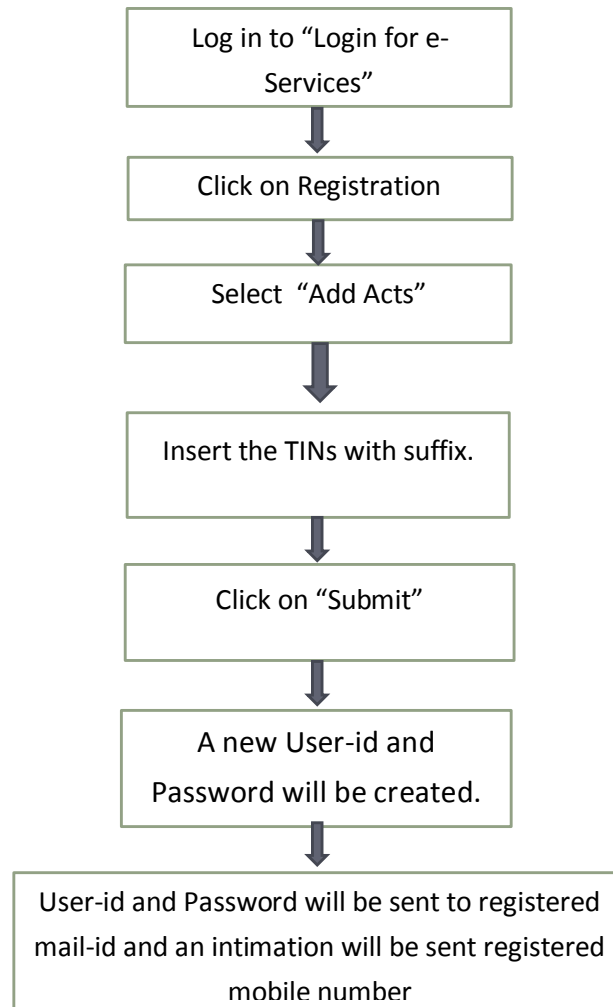 Log in to “Login for e-
Services”
Click on Registration
Select “Add Acts”
Insert the TINs with suffix.
Click on “Submit”
A new User-id and
Password will be created.
User-id and Password will be sent to registered
mail-id and an intimation will be sent registered
mobile number